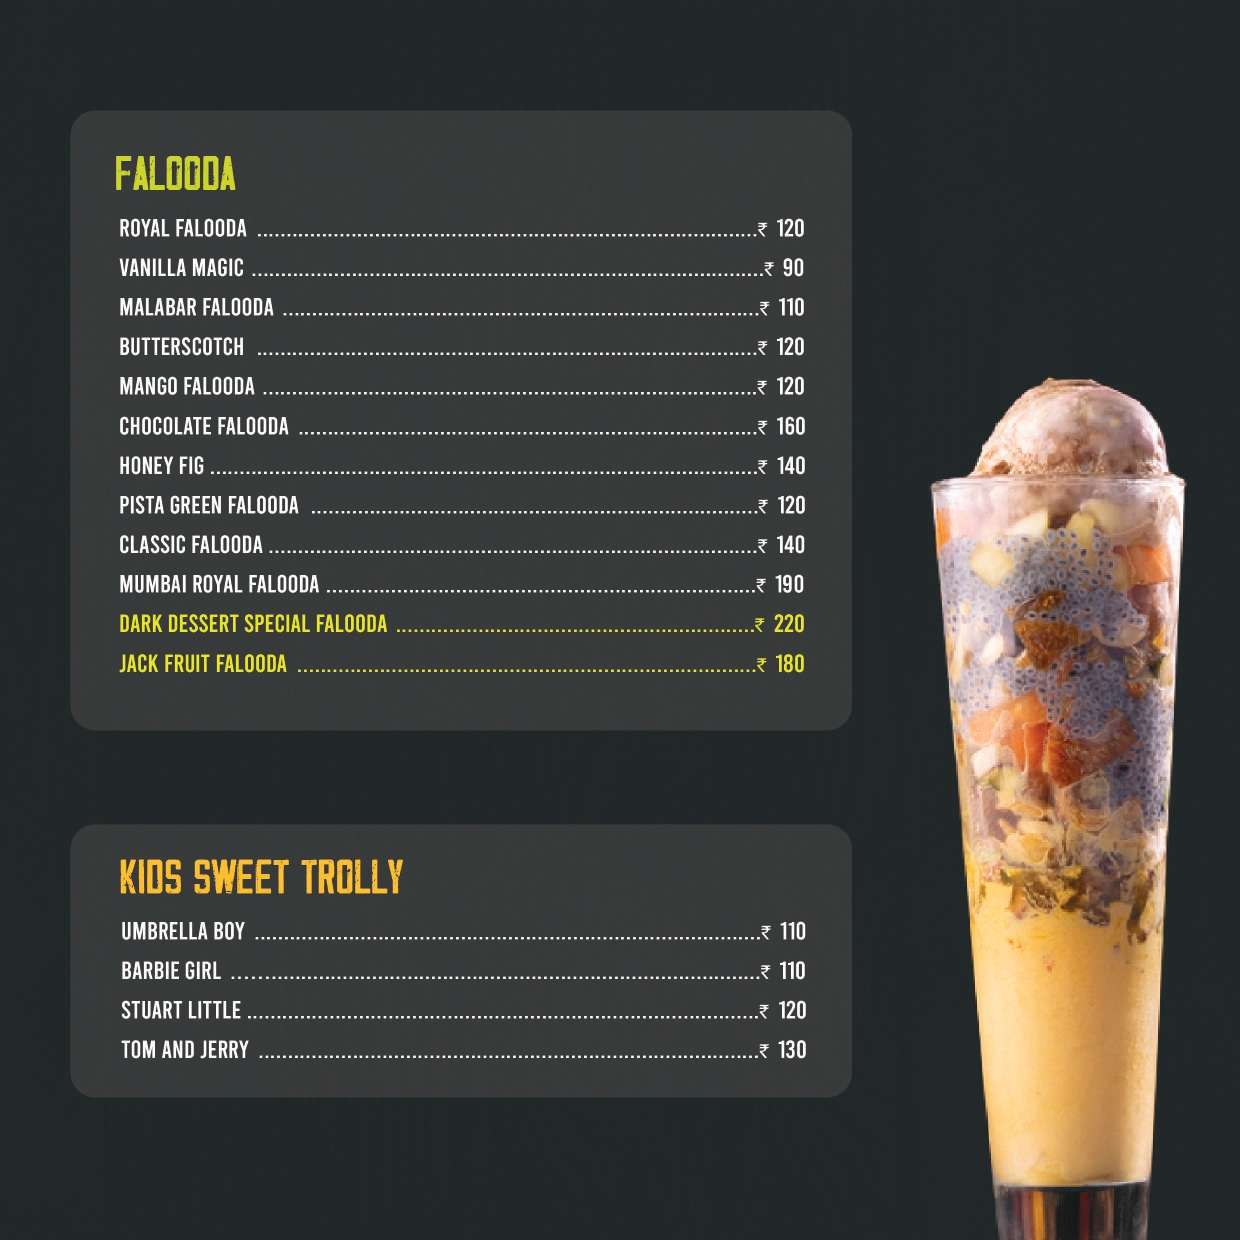 FALOODA
ROYAL FALOODA ........................................................................................ ₹ 120
VANILLA MAGIC ........................................................................................ ₹ 90
MALABAR FALOODA ........................................................................................ ₹ 110
BUTTERSCOTCH ........................................................................................ ₹ 120
MANGO FALOODA ........................................................................................ ₹ 120
CHOCOLATE FALOODA ........................................................................................ ₹ 160
HONEY FIG ........................................................................................ ₹ 140
PISTA GREEN FALOODA ........................................................................................ ₹ 120
CLASSIC FALOODA ........................................................................................ ₹ 140
MUMBAI ROYAL FALOODA ........................................................................................ ₹ 190
DARK DESSERT SPECIAL FALOODA ........................................................................................ ₹ 220
JACK FRUIT FALOODA ........................................................................................ ₹ 180
KIDS SWEET TROLLY
UMBRELLA BOY ........................................................................................ ₹ 110
BARBIE GIRL ........................................................................................ ₹ 110
STUART LITTLE ........................................................................................ ₹ 120
TOM AND JERRY ........................................................................................ ₹ 130